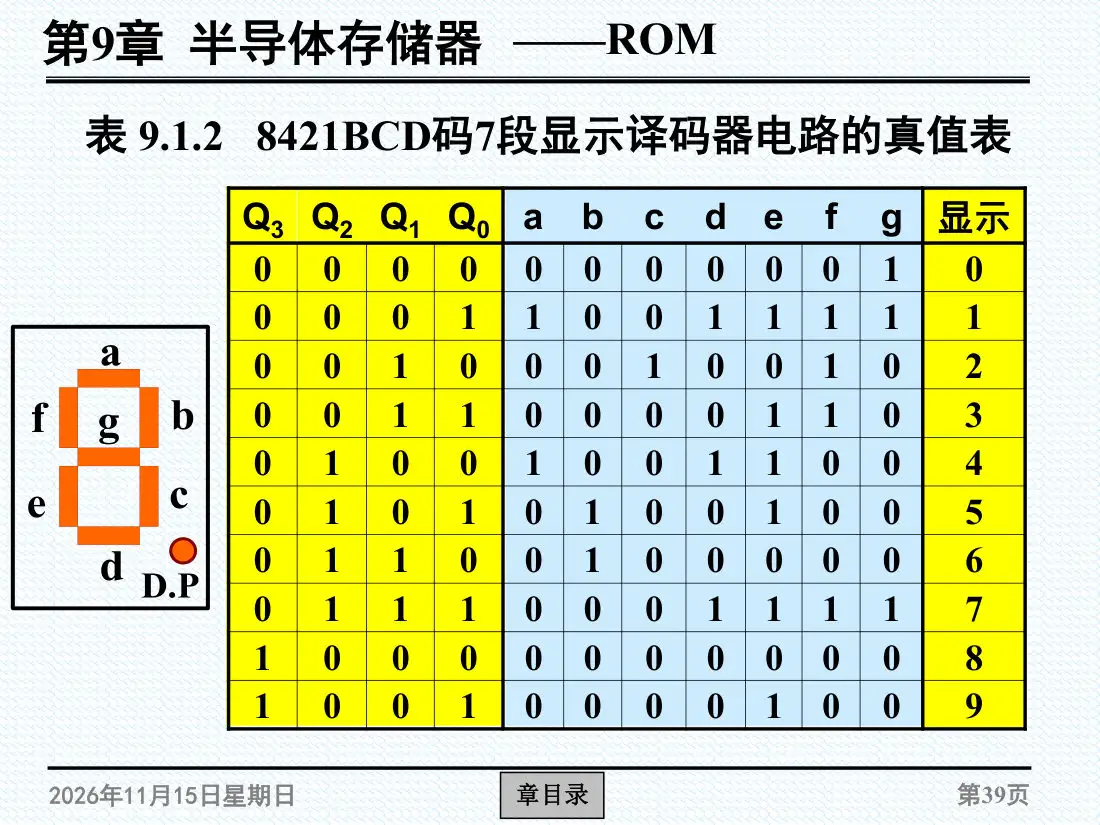 第9章 半导体存储器 ——ROM
表 9.1.2 8421BCD码7段显示译码器电路的真值表
Q3 Q2 Q1 Q0 a b c d e f g 显示
0 0 0 0 0 0 0 0 0 0 1 0
0 0 0 1 1 0 0 1 1 1 1 1
0 0 1 0 0 0 1 0 0 1 0 2
0 0 1 1 0 0 0 0 1 1 0 3
0 1 0 0 1 0 0 1 1 0 0 4
0 1 0 1 0 1 0 0 1 0 0 5
0 1 1 0 0 1 0 0 0 0 0 6
0 1 1 1 0 0 0 1 1 1 1 7
1 0 0 0 0 0 0 0 0 0 0 8
1 0 0 1 0 0 0 0 1 0 0 9
a
f g b
e c
d D.P
2026年11月15日星期日 章目录 第39页